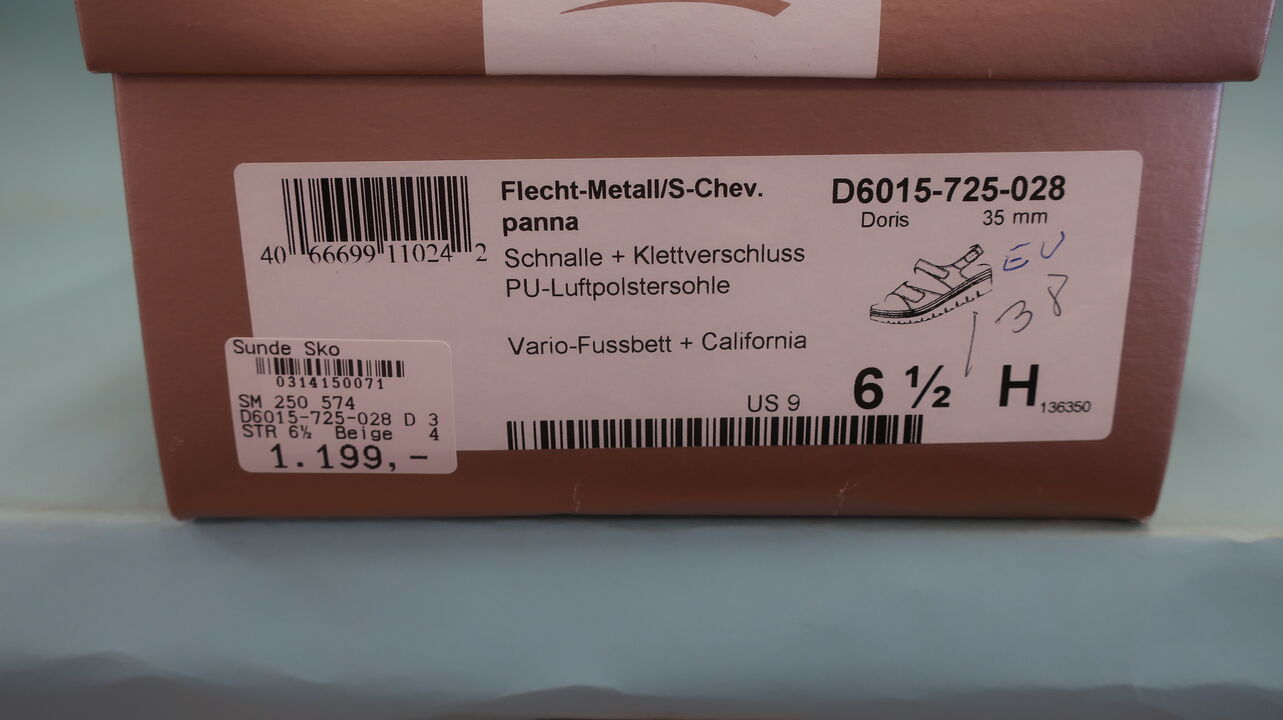 Flecht-Metall/S-Chev.
panna
Schnalle + Klettverschluss
PU-Luftpolstersohle
Vario-Fussbett + California
D6015-725-028
Doris 35 mm
EU
38
US 9 6 ½ H 136350
40 66699 11024 2
Sunde Sko
0314150071
SM 250 574
D6015-725-028 D 3
STR 6½ Beige 4
1.199,-